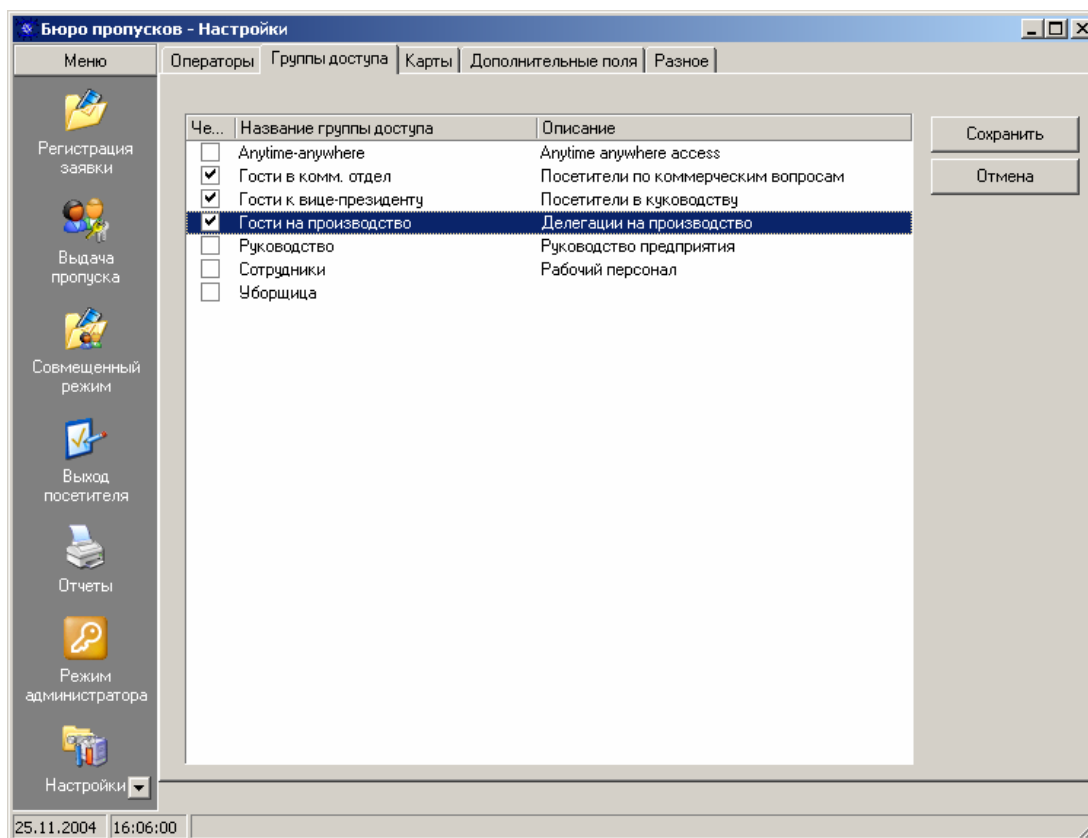 Бюро пропусков - Настройки
Меню
Операторы Группы доступа Карты Дополнительные поля Разное
Регистрация
заявки
Выдача
пропуска
Совмещенный
режим
Выход
посетителя
Отчеты
Режим
администратора
Настройки
Че... Название группы доступа Описание
Anytime-anywhere Anytime anywhere access
Гости в комм. отдел Посетители по коммерческим вопросам
Гости к вице-президенту Посетители в куководству
Гости на производство Делегации на производство
Руководство Руководство предприятия
Сотрудники Рабочий персонал
Уборщица
Сохранить
Отмена
25.11.2004 16:06:00